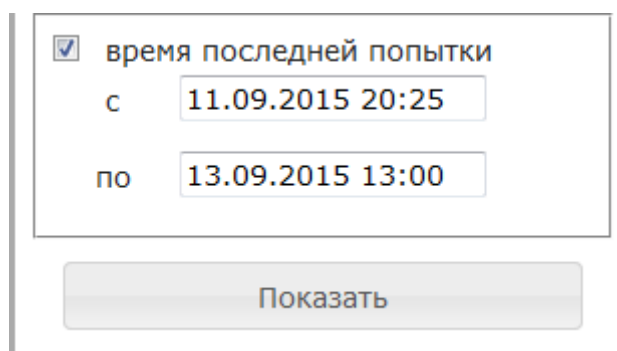 время последней попытки
с 11.09.2015 20:25
по 13.09.2015 13:00
Показать